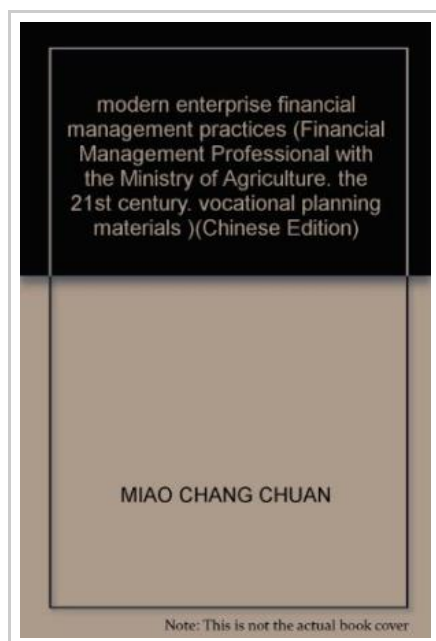 modern enterprise financial
management practices (Financial
Management Professional with
the Ministry of Agriculture. the
21st century. vocational planning
materials )(Chinese Edition)
MIAO CHANG CHUAN
Note: This is not the actual book cover